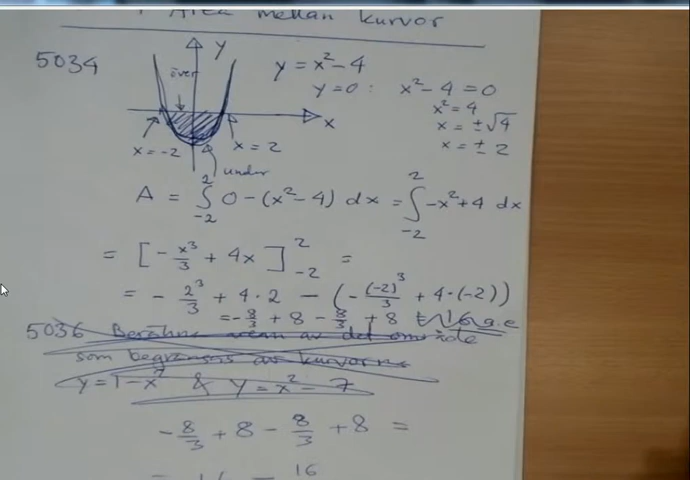 Area mellan kurvor
5034
y
över
x
x = -2
x = 2
under
y = x² - 4
y = 0 : x² - 4 = 0
x² = 4
x = ±√4
x = ± 2
A = ∫₋₂² 0 - (x² - 4) dx = ∫₋₂² -x² + 4 dx
= [ - x³/3 + 4x ]₋₂² =
= - 2³/3 + 4 · 2 - (- (-2)³/3 + 4 · (-2))
= - 8/3 + 8 - 8/3 + 8
5036 Beräkna arean av det område
som begränsas av kurvorna
y = 1 - x² & y = x² - 7
- 8/3 + 8 - 8/3 + 8 =
= 16 - 16